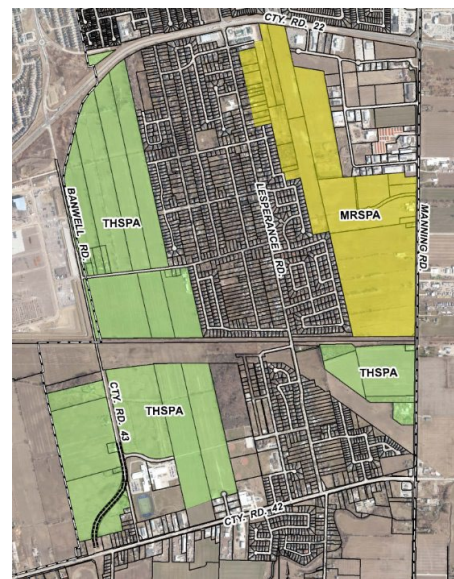 CTY. RD. 22
THSPA
BANWELL RD.
LESPERANCE RD.
MRSPA
MANNING RD.
THSPA
CTY. RD. 43
THSPA
CTY. RD. 42